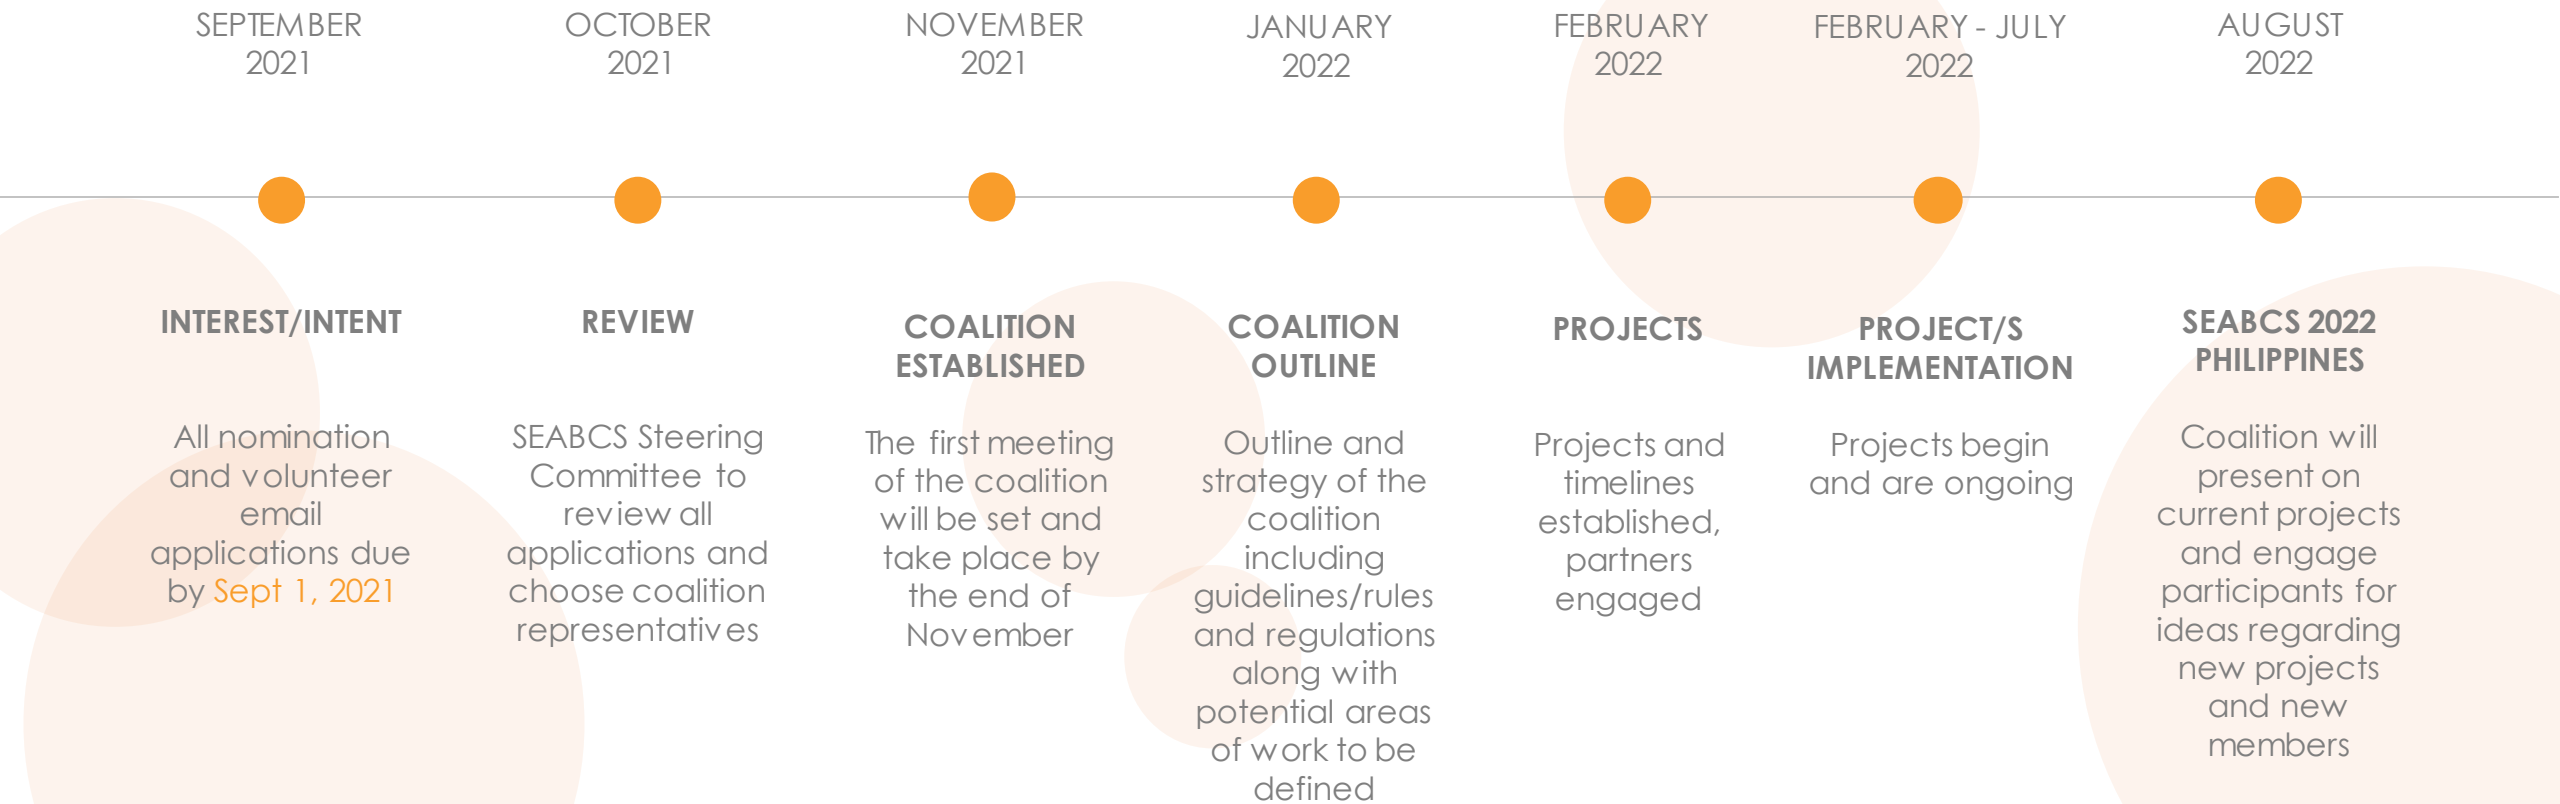 SEPTEMBER
2021
INTEREST/INTENT
All nomination
and volunteer
email
applications due
by Sept 1, 2021
OCTOBER
2021
REVIEW
SEABCS Steering
Committee to
review all
applications and
choose coalition
representatives
NOVEMBER
2021
COALITION
ESTABLISHED
The first meeting
of the coalition
will be set and
take place by
the end of
November
JANUARY
2022
COALITION
OUTLINE
Outline and
strategy of the
coalition
including
guidelines/rules
and regulations
along with
potential areas
of work to be
defined
FEBRUARY
2022
PROJECTS
Projects and
timelines
established,
partners
engaged
FEBRUARY - JULY
2022
PROJECT/S
IMPLEMENTATION
Projects begin
and are ongoing
AUGUST
2022
SEABCS 2022
PHILIPPINES
Coalition will
present on
current projects
and engage
participants for
ideas regarding
new projects
and new
members